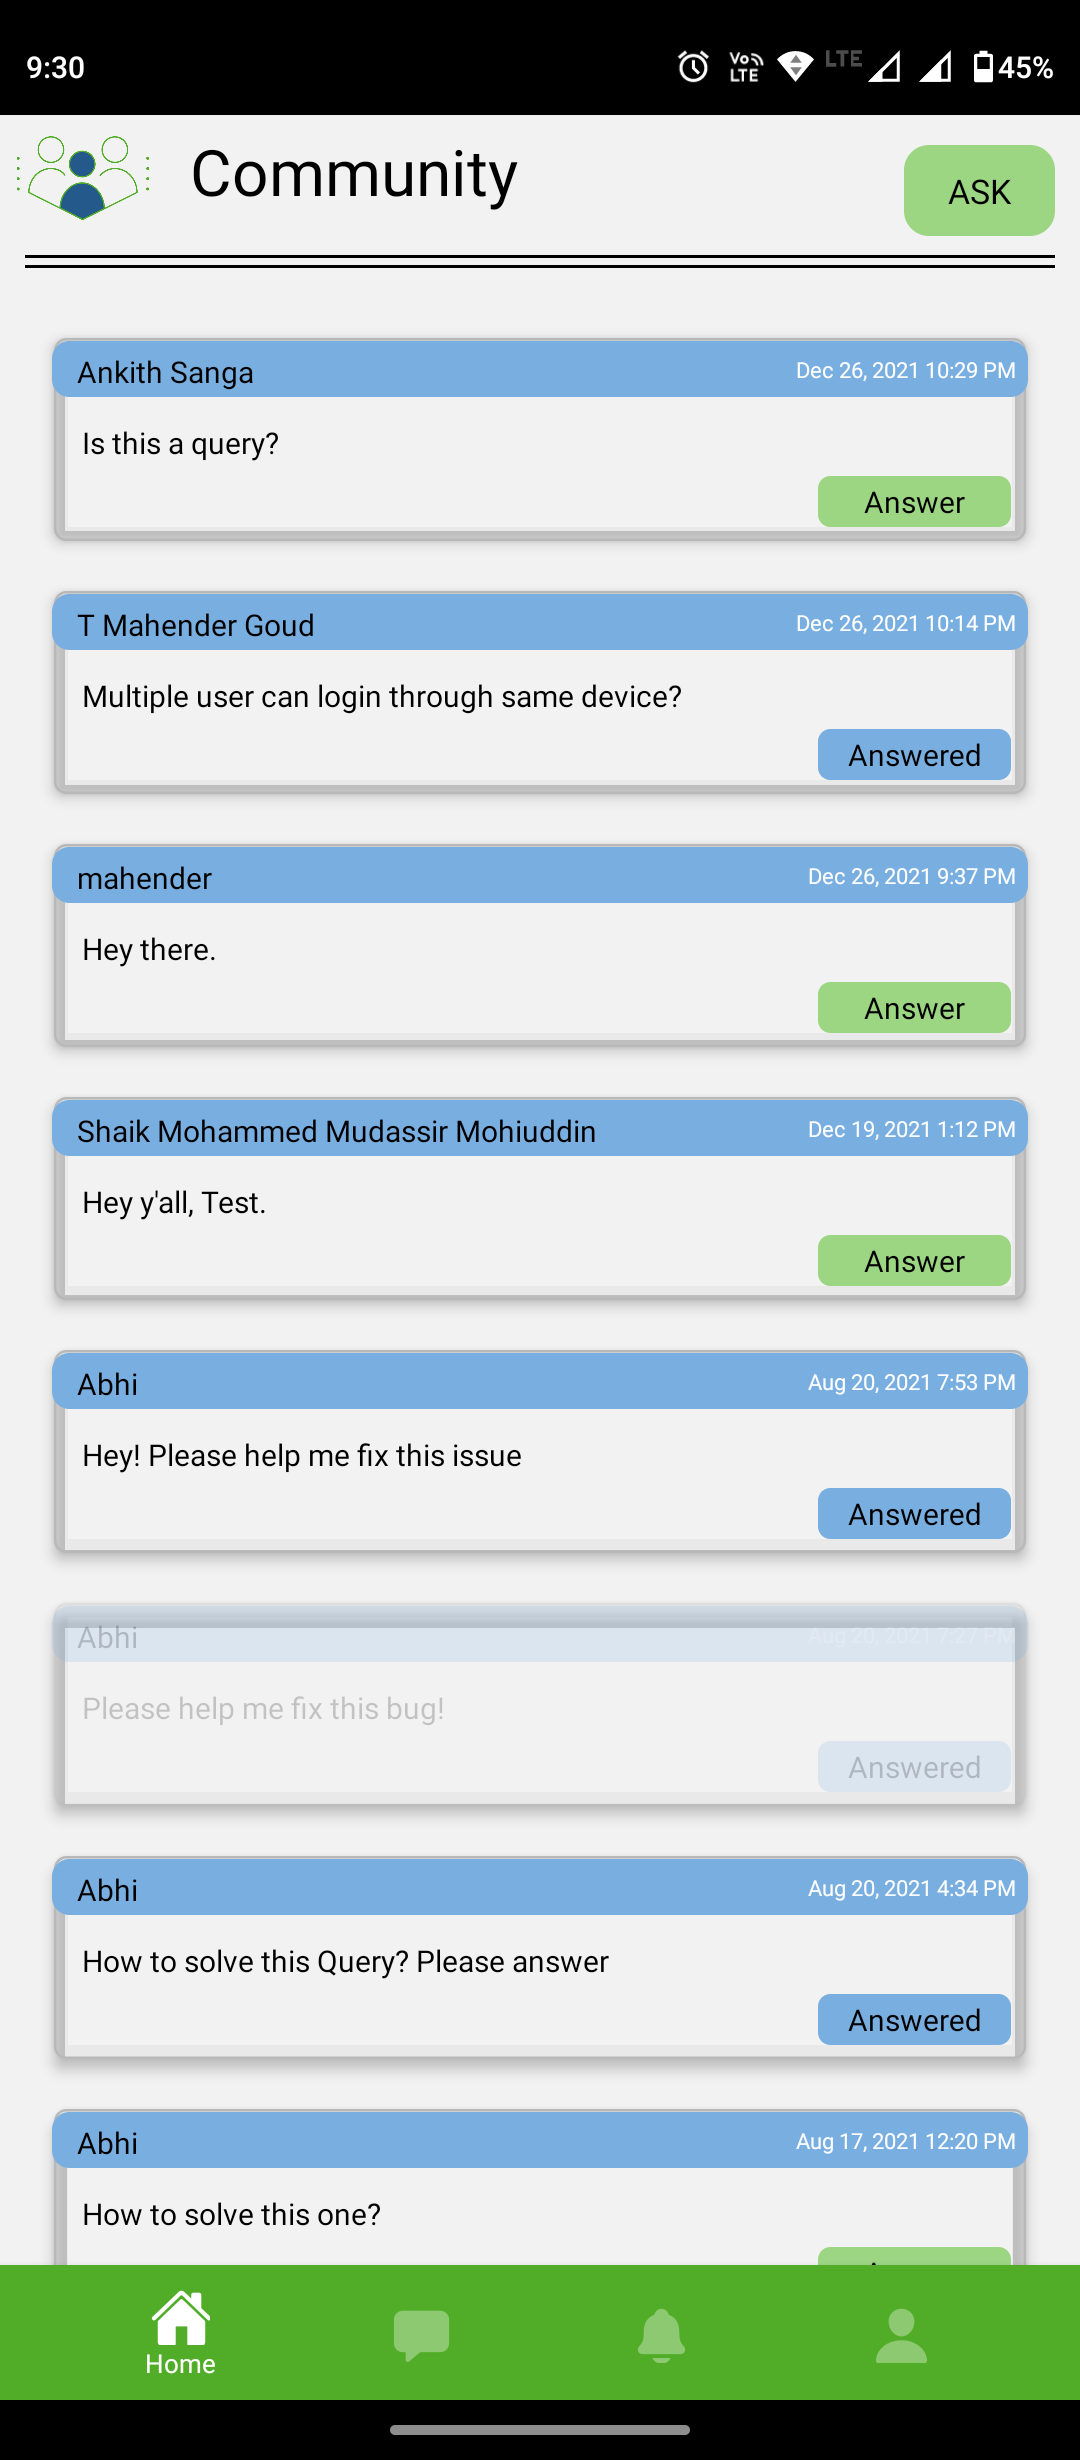 9:30
Vo LTE
LTE
45%
Community
ASK
Ankith Sanga
Dec 26, 2021 10:29 PM
Is this a query?
Answer
T Mahender Goud
Dec 26, 2021 10:14 PM
Multiple user can login through same device?
Answered
mahender
Dec 26, 2021 9:37 PM
Hey there.
Answer
Shaik Mohammed Mudassir Mohiuddin
Dec 19, 2021 1:12 PM
Hey y'all, Test.
Answer
Abhi
Aug 20, 2021 7:53 PM
Hey! Please help me fix this issue
Answered
Abhi
Aug 20, 2021 7:27 PM
Please help me fix this bug!
Answered
Abhi
Aug 20, 2021 4:34 PM
How to solve this Query? Please answer
Answered
Abhi
Aug 17, 2021 12:20 PM
How to solve this one?
Home